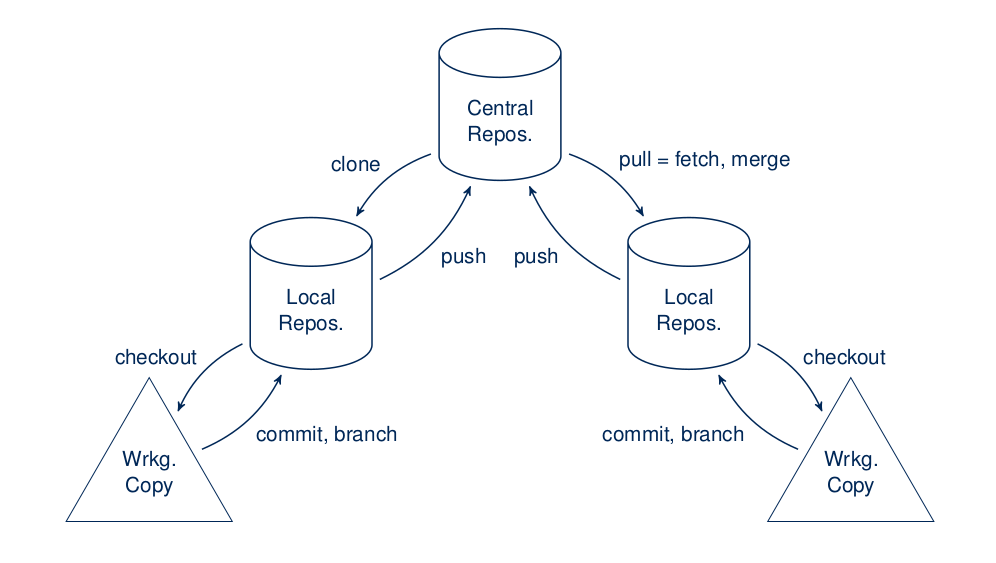 Central
Repos.
clone
pull = fetch, merge
push
push
Local
Repos.
Local
Repos.
checkout
checkout
commit, branch
commit, branch
Wrkg.
Copy
Wrkg.
Copy